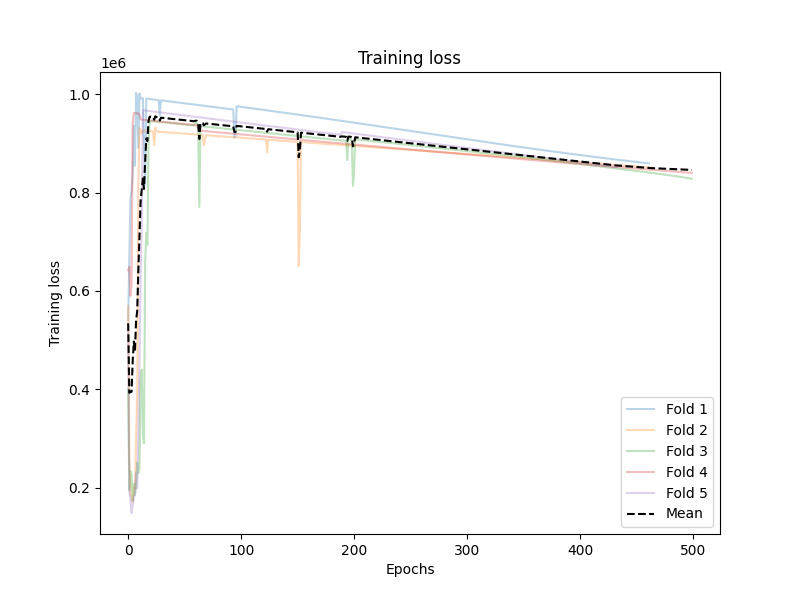 Training loss
1e6
1.0
0.8
0.6
0.4
0.2
Training loss
0
100
200
300
400
500
Epochs
Fold 1
Fold 2
Fold 3
Fold 4
Fold 5
Mean